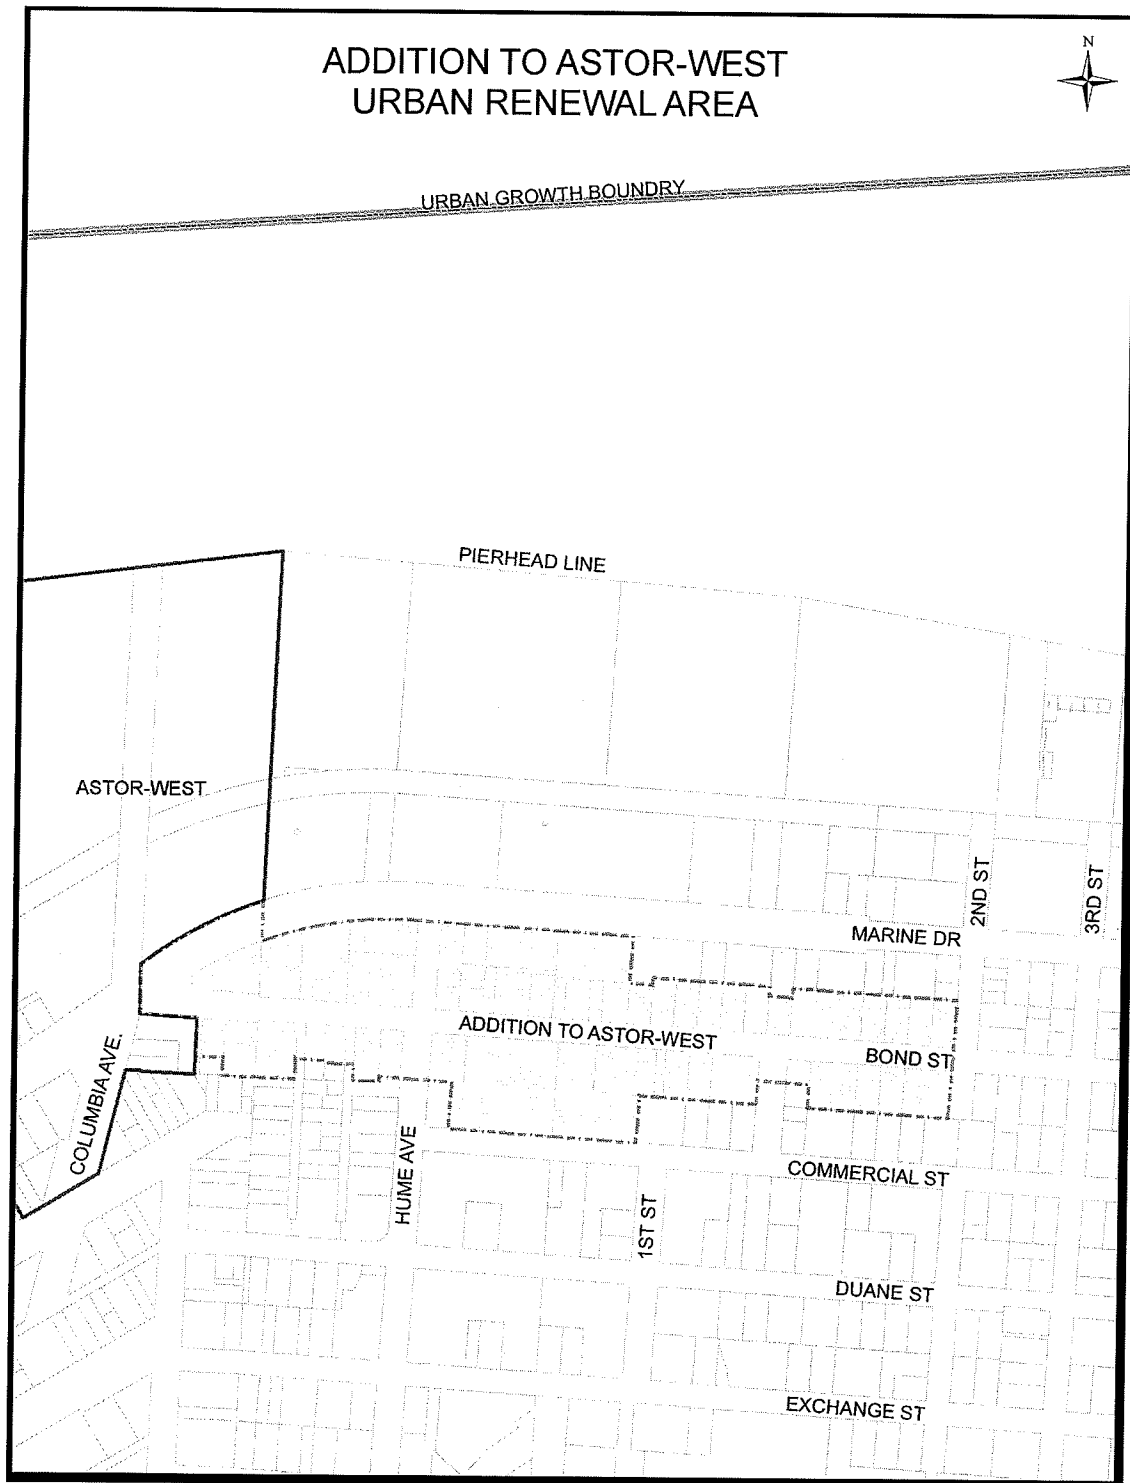 ADDITION TO ASTOR-WEST
URBAN RENEWAL AREA
N
URBAN GROWTH BOUNDRY
PIERHEAD LINE
ASTOR-WEST
2ND ST
3RD ST
MARINE DR
ADDITION TO ASTOR-WEST
BOND ST
COLUMBIA AVE.
HUME AVE
COMMERCIAL ST
1ST ST
DUANE ST
EXCHANGE ST